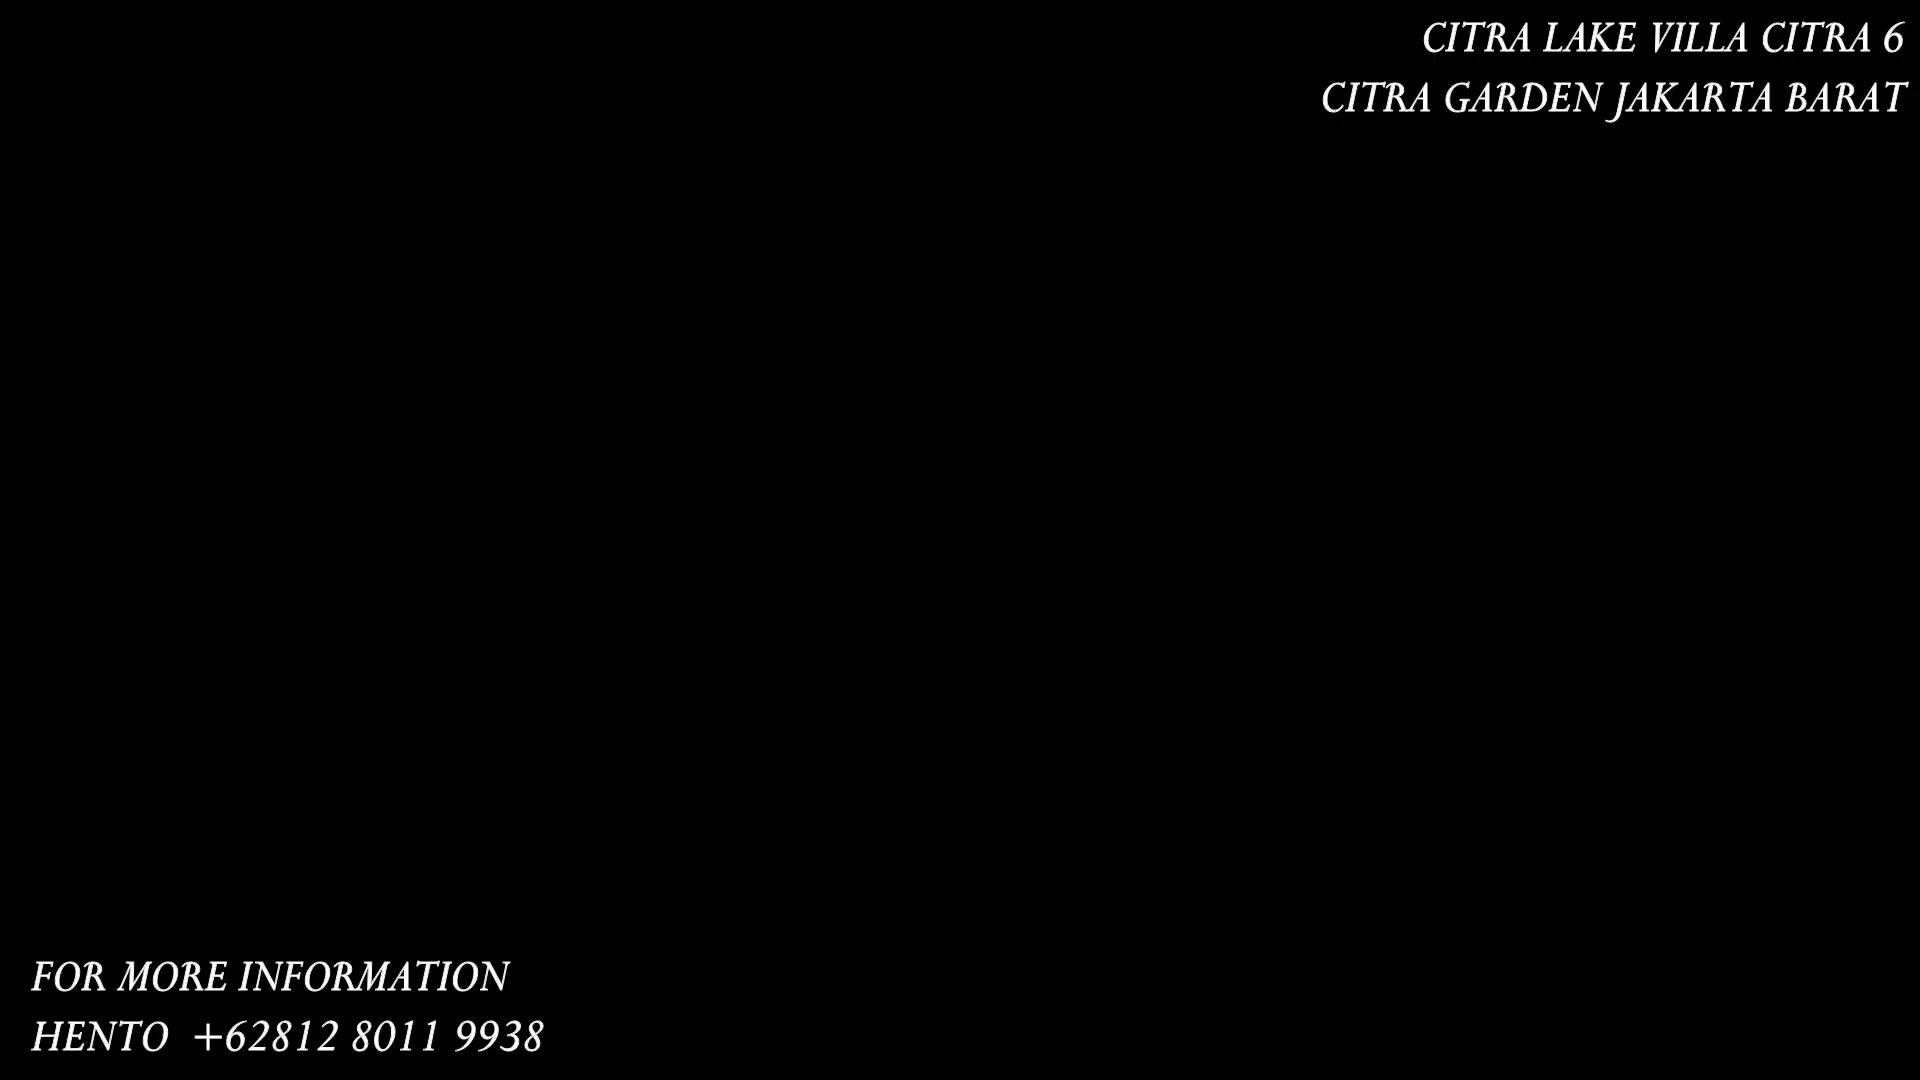 CITRA LAKE VILLA CITRA 6
CITRA GARDEN JAKARTA BARAT
FOR MORE INFORMATION
HENTO +62812 8011 9938